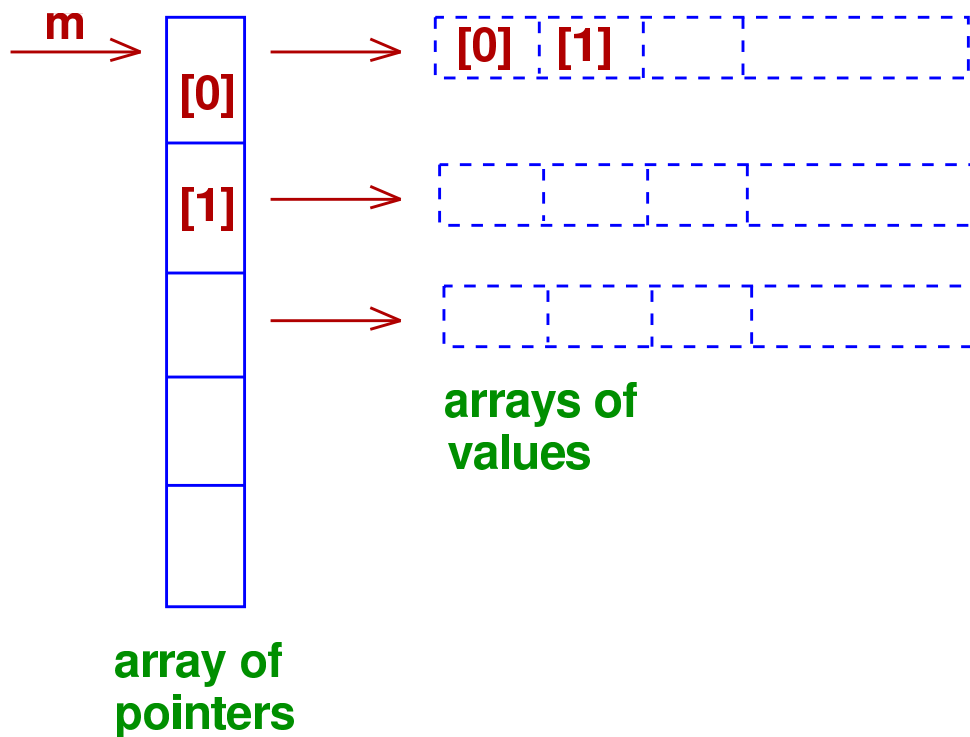 m
[0] [1]
[0]
[1]
arrays of
values
array of
pointers